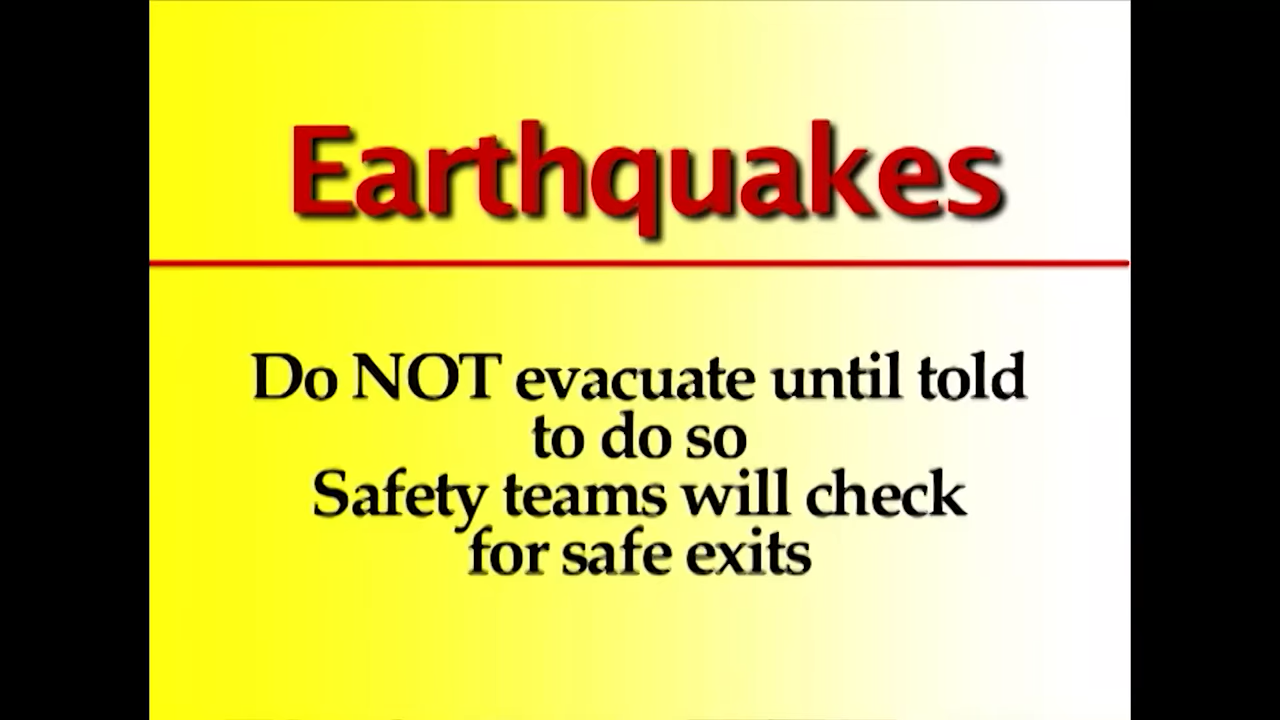 Earthquakes
Do NOT evacuate until told
to do so
Safety teams will check
for safe exits